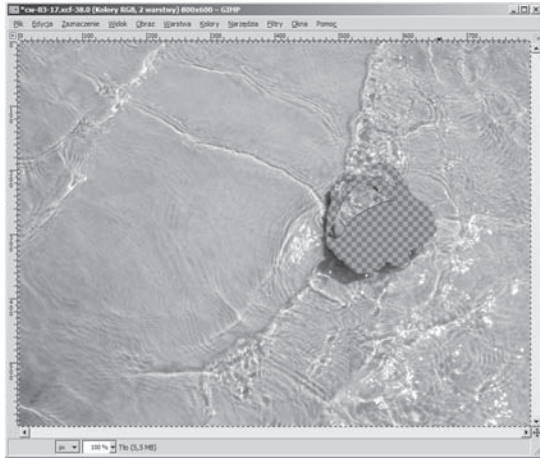 *cw-03-17.xcf-38.0 (Kolory RGB, 2 warstwy) 800x600 – GIMP
Plik Edycja Zaznaczenie Widok Obraz Warstwa Kolory Narzędzia Filtry Okna Pomoc
0 100 200 300 400 500 600 700
px 100 % Tło (5,5 MB)